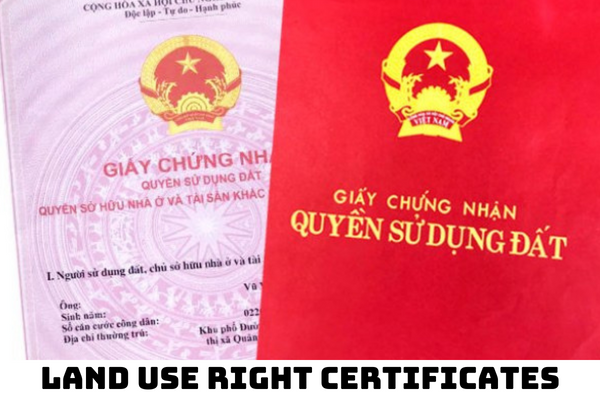 CỘNG HÒA XÃ HỘI
Độc lập - Tự do - Hạnh phúc
GIẤY CHỨNG
QUYỀN SỬ DỤNG ĐẤT
QUYỀN SỞ HỮU NHÀ Ở VÀ TÀI SẢN KHÁC
I. Người sử dụng đất, chủ sở hữu nhà ở và tài
Vũ
Ông:
Sinh năm:
022
Số căn cước công dân:
Địa chỉ thường trú:
Khu phố
thị xã
VIỆT NAM
GIẤY CHỨNG NHẬN
QUYỀN SỬ DỤNG ĐẤT
LAND USE RIGHT CERTIFICATES